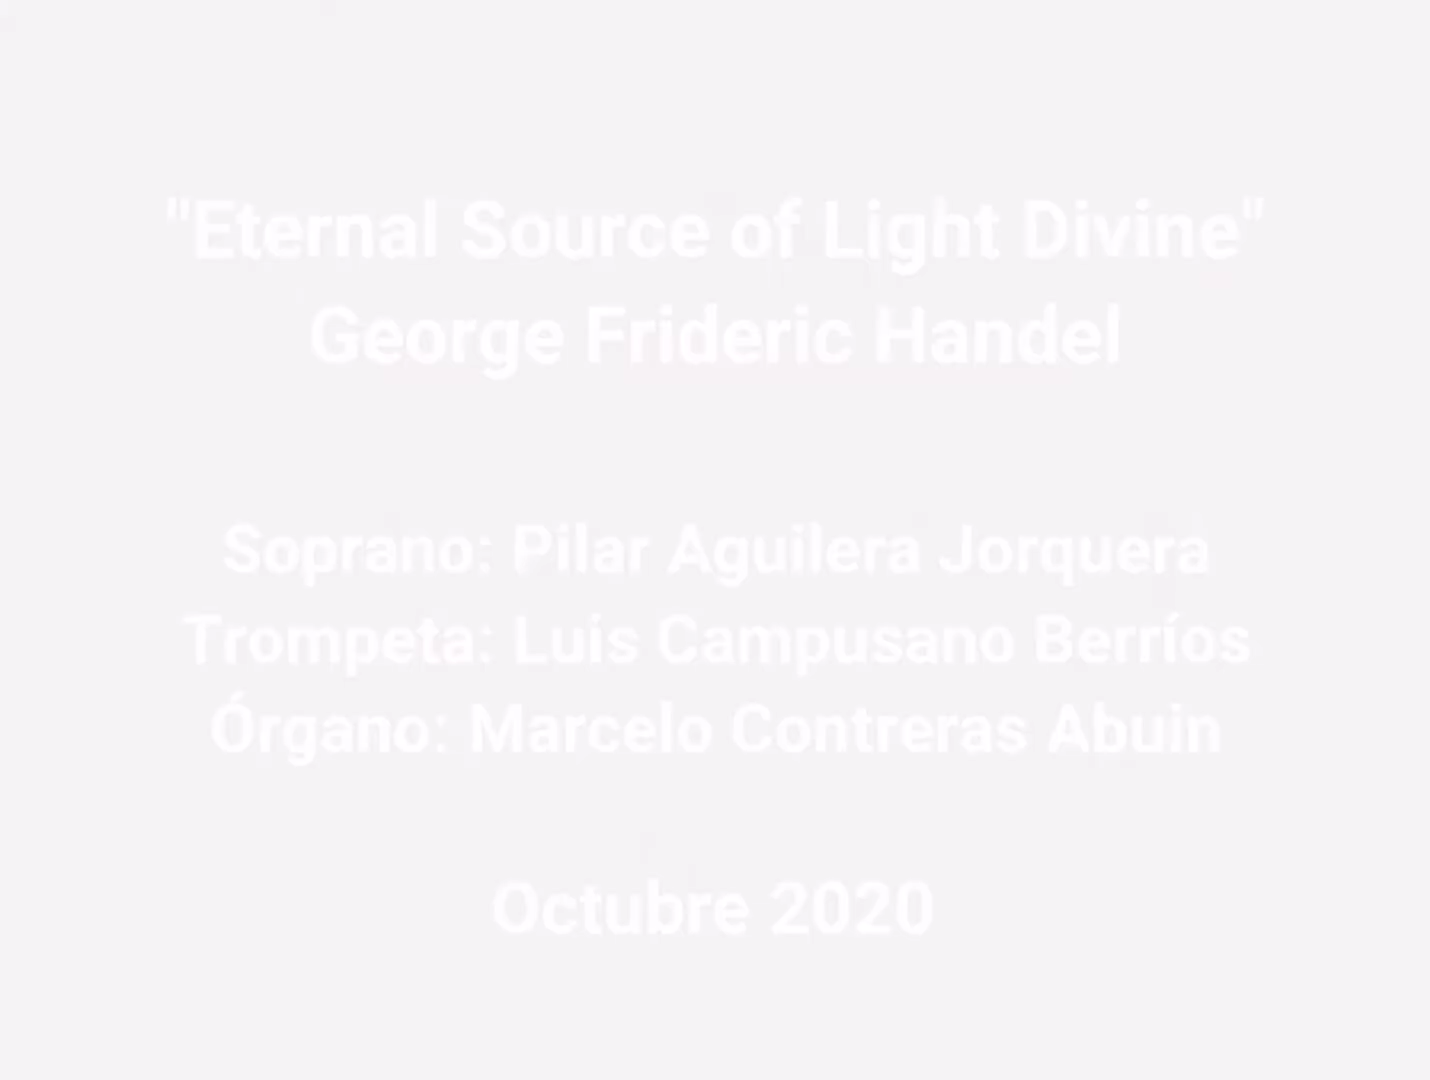 "Eternal Source of Light Divine"
George Frideric Handel
Soprano: Pilar Aguilera Jorquera
Trompeta: Luis Campusano Berríos
Órgano: Marcelo Contreras Abuin
Octubre 2020